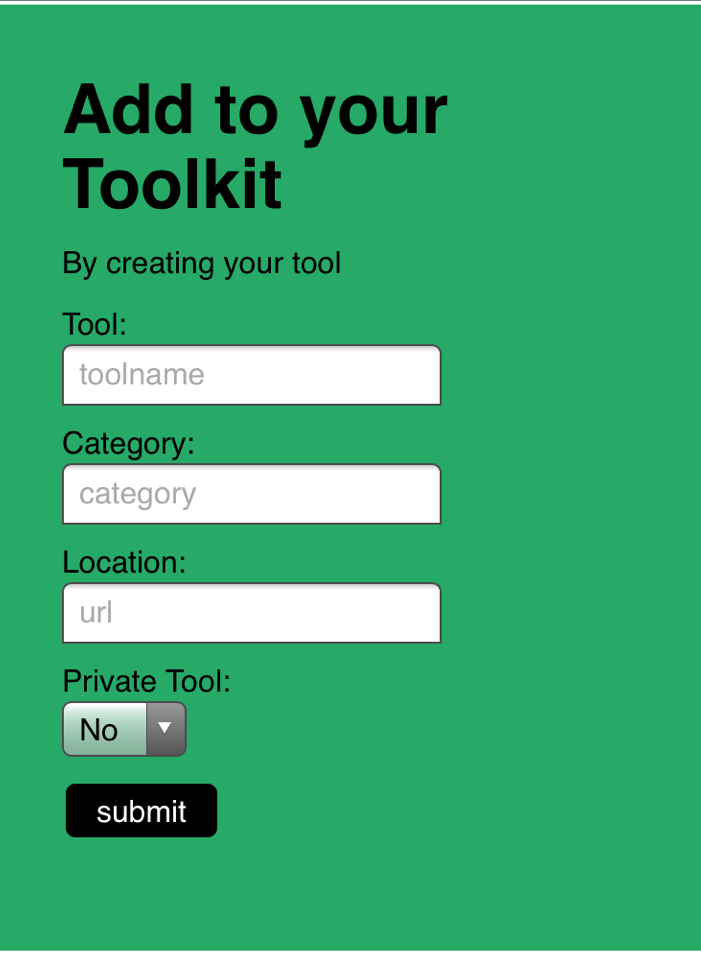 Add to your
Toolkit
By creating your tool
Tool:
toolname
Category:
category
Location:
url
Private Tool:
No
submit